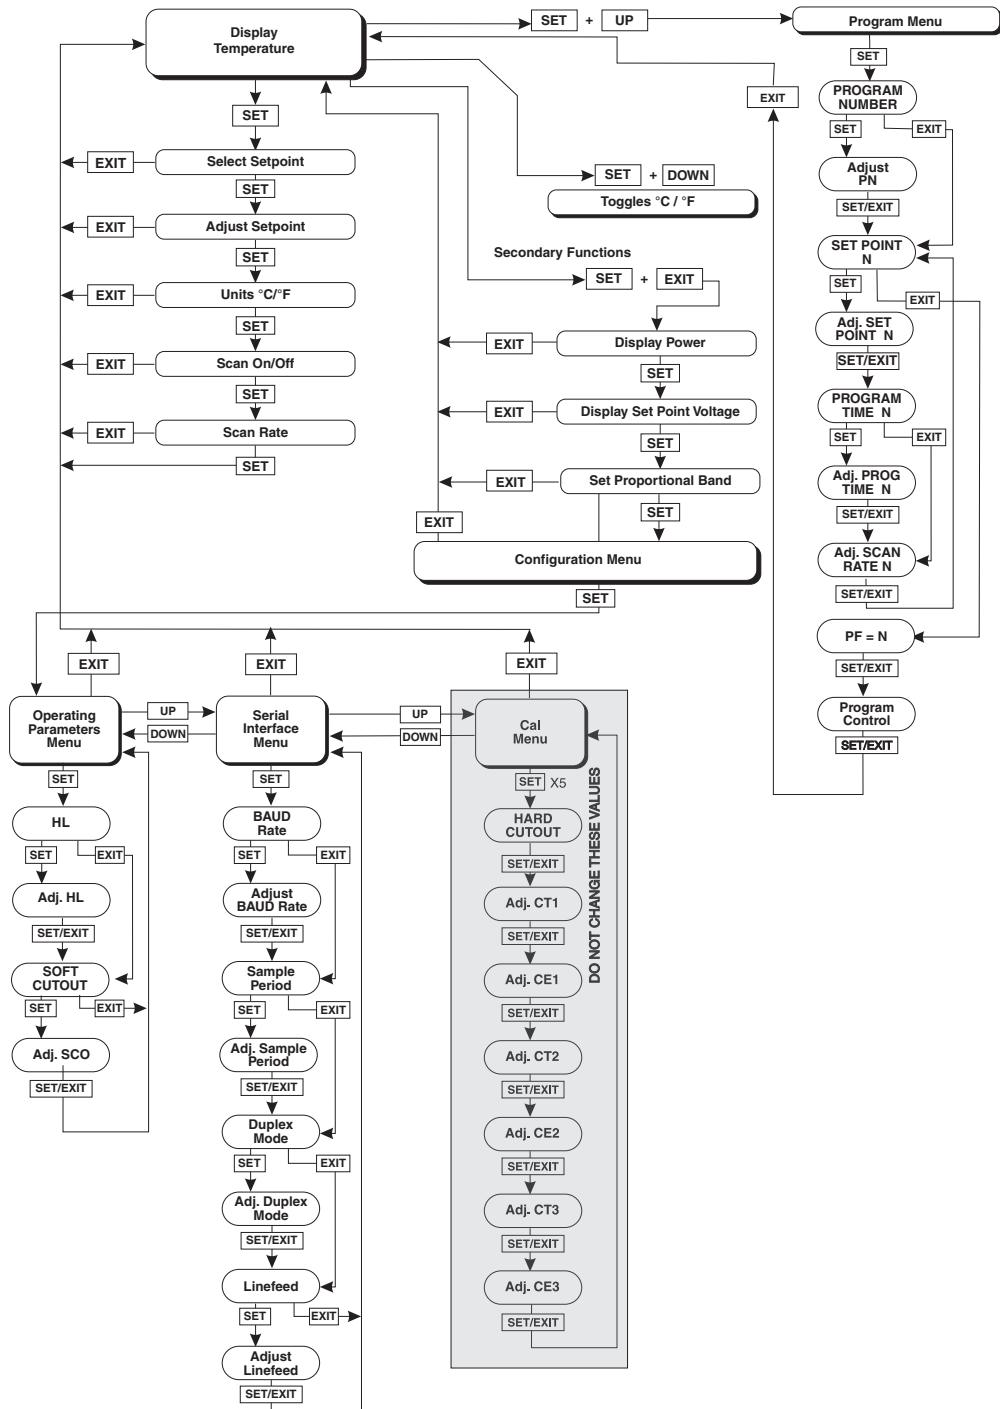 Display
Temperature
SET + UP
Program Menu
SET
EXIT
PROGRAM
NUMBER
SET
EXIT
Adjust
PN
SET/EXIT
SET POINT
N
SET
EXIT
Adj. SET
POINT N
SET/EXIT
PROGRAM
TIME N
SET
EXIT
Adj. PROG
TIME N
SET/EXIT
Adj. SCAN
RATE N
SET/EXIT
PF = N
SET/EXIT
Program
Control
SET/EXIT
SET
EXIT
Select Setpoint
SET
EXIT
Adjust Setpoint
SET
EXIT
Units °C/°F
SET
EXIT
Scan On/Off
SET
EXIT
Scan Rate
SET
SET + DOWN
Toggles °C / °F
Secondary Functions
SET + EXIT
EXIT
Display Power
SET
EXIT
Display Set Point Voltage
SET
EXIT
Set Proportional Band
SET
EXIT
Configuration Menu
SET
EXIT
EXIT
EXIT
Operating
Parameters
Menu
UP
DOWN
Serial
Interface
Menu
UP
DOWN
Cal
Menu
SET
HL
SET
EXIT
Adj. HL
SET/EXIT
SOFT
CUTOUT
SET
EXIT
Adj. SCO
SET/EXIT
SET
BAUD
Rate
SET
EXIT
Adjust
BAUD Rate
SET/EXIT
Sample
Period
SET
EXIT
Adj. Sample
Period
SET/EXIT
Duplex
Mode
SET
EXIT
Adj. Duplex
Mode
SET/EXIT
Linefeed
SET
EXIT
Adjust
Linefeed
SET/EXIT
SET X5
HARD
CUTOUT
SET/EXIT
Adj. CT1
SET/EXIT
Adj. CE1
SET/EXIT
Adj. CT2
SET/EXIT
Adj. CE2
SET/EXIT
Adj. CT3
SET/EXIT
Adj. CE3
SET/EXIT
DO NOT CHANGE THESE VALUES